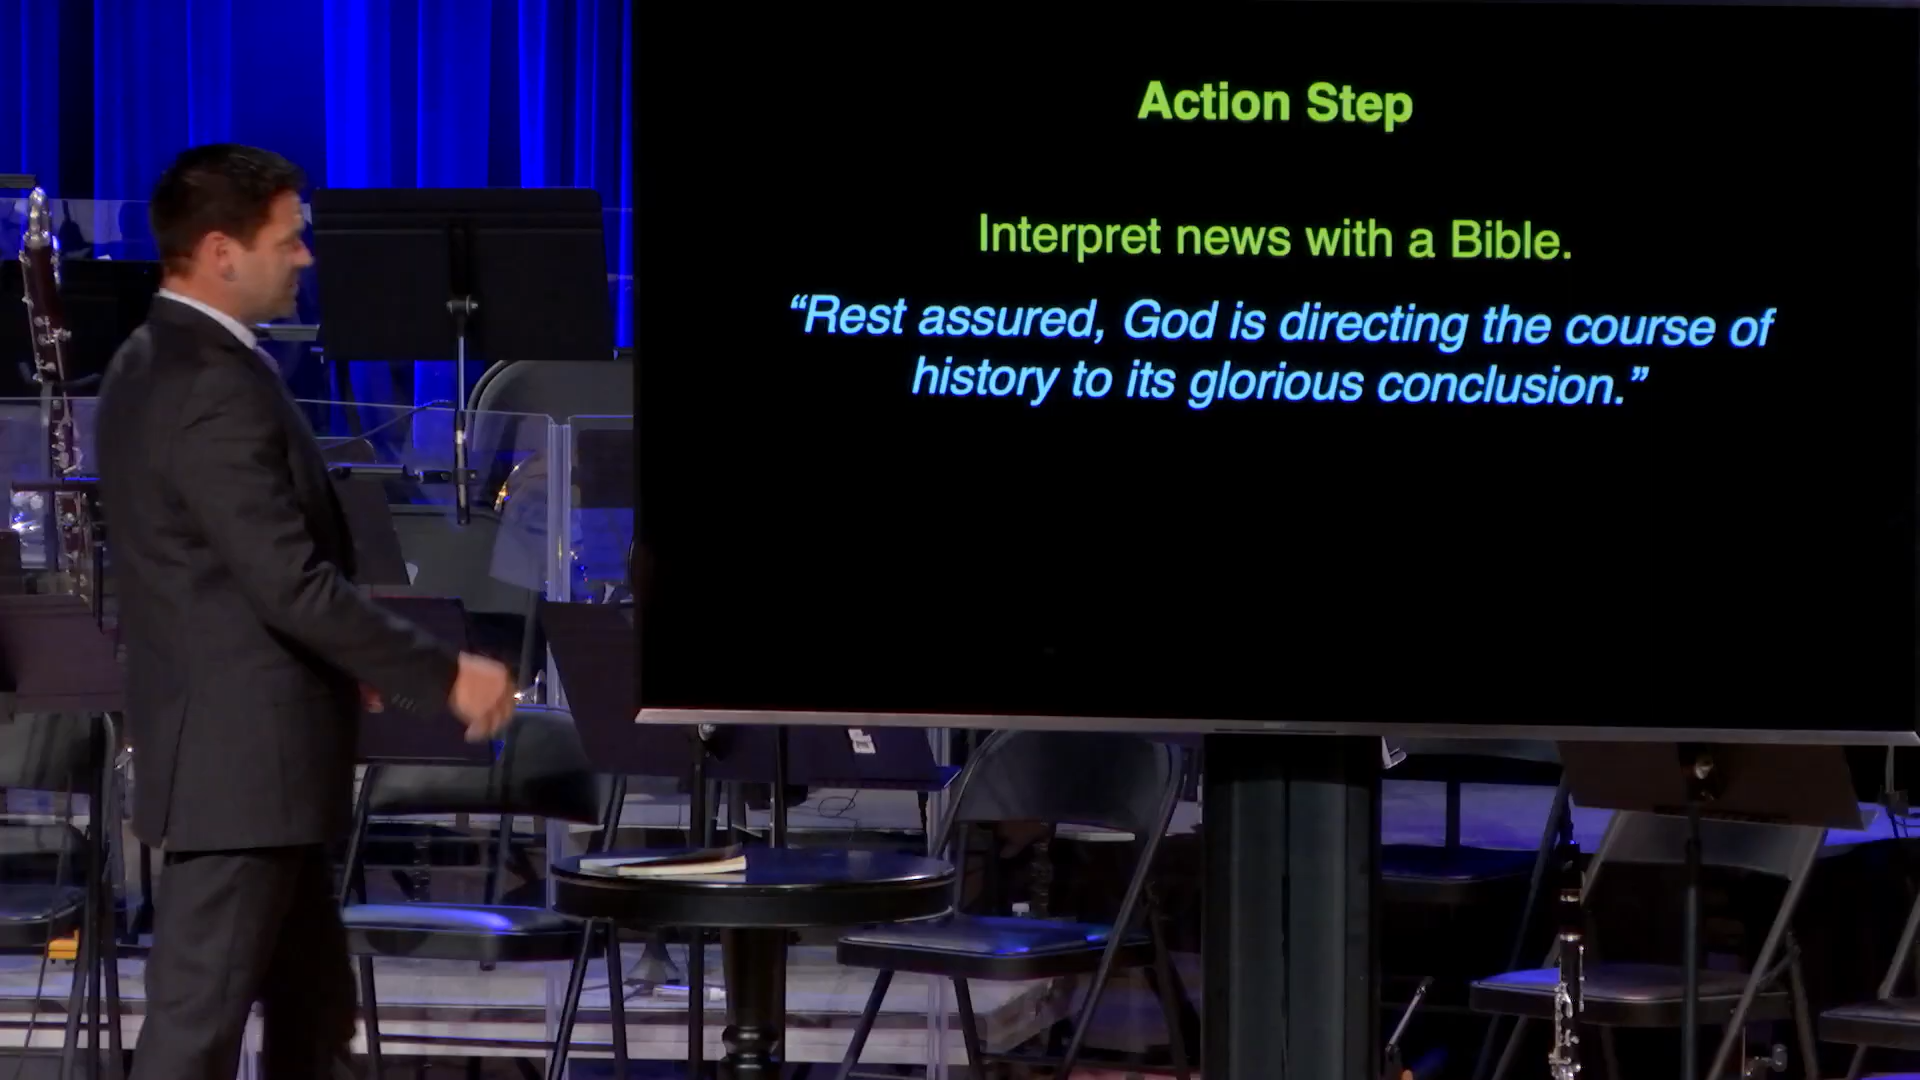 Action Step
Interpret news with a Bible.
“Rest assured, God is directing the course of
history to its glorious conclusion.”